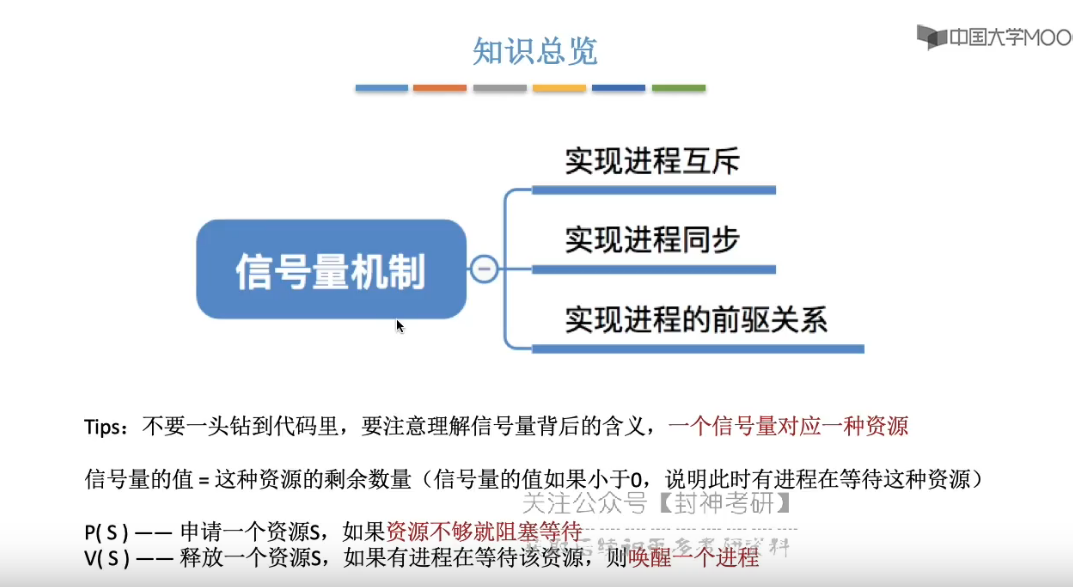 中国大学MOO
知识总览
实现进程互斥
信号量机制
实现进程同步
实现进程的前驱关系
Tips：不要一头钻到代码里，要注意理解信号量背后的含义，一个信号量对应一种资源
信号量的值 = 这种资源的剩余数量（信号量的值如果小于0，说明此时有进程在等待这种资源）
关注公众号【封神考研】
P( S ) —— 申请一个资源S，如果资源不够就阻塞等待
V( S ) —— 释放一个资源S，如果有进程在等待该资源，则唤醒一个进程